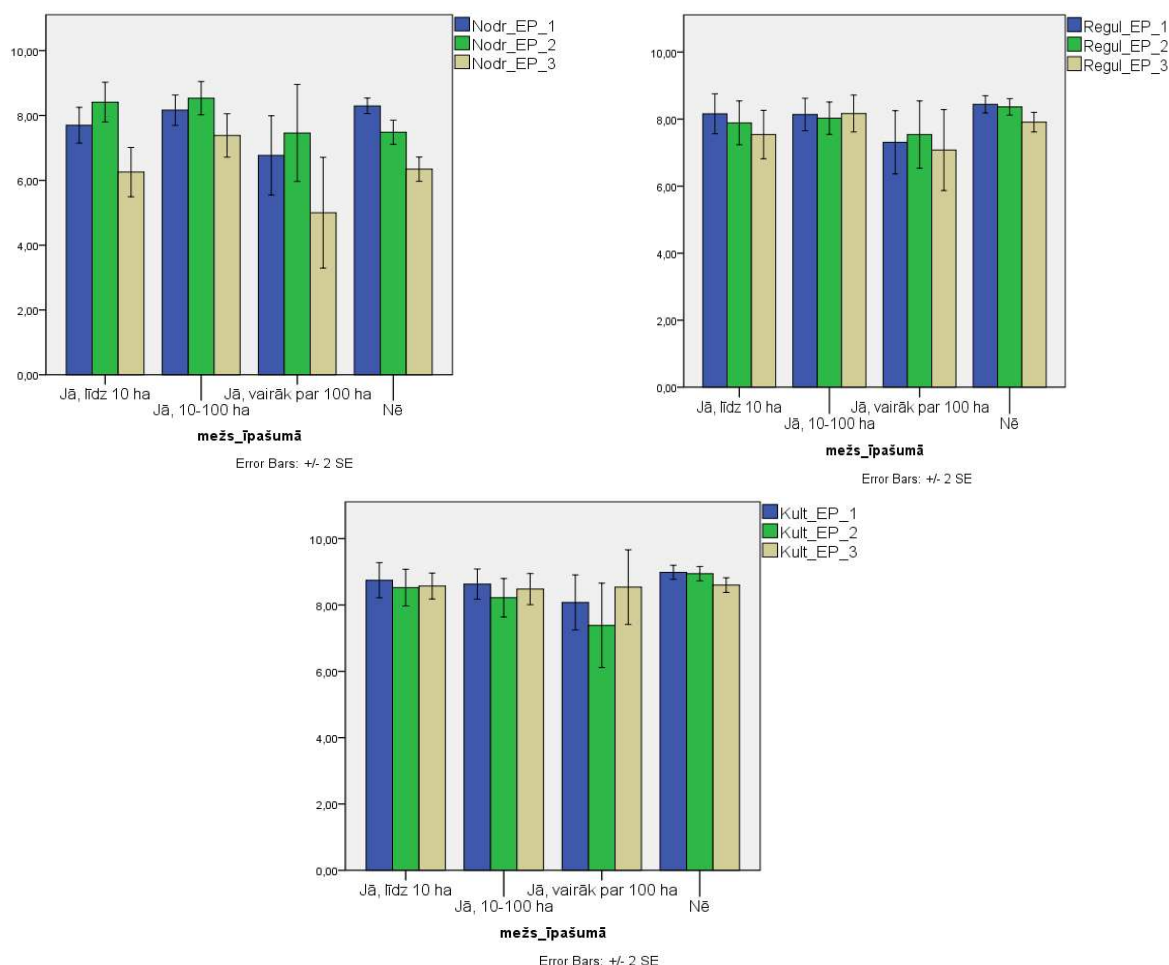 Nodr_EP_1
Nodr_EP_2
Nodr_EP_3
10,00
8,00
6,00
4,00
2,00
0,00
Jā, līdz 10 ha
Jā, 10-100 ha
Jā, vairāk par 100 ha
Nē
mežs_īpašumā
Error Bars: +/- 2 SE
Regul_EP_1
Regul_EP_2
Regul_EP_3
10,00
8,00
6,00
4,00
2,00
0,00
Jā, līdz 10 ha
Jā, 10-100 ha
Jā, vairāk par 100 ha
Nē
mežs_īpašumā
Error Bars: +/- 2 SE
Kult_EP_1
Kult_EP_2
Kult_EP_3
10,00
8,00
6,00
4,00
2,00
0,00
Jā, līdz 10 ha
Jā, 10-100 ha
Jā, vairāk par 100 ha
Nē
mežs_īpašumā
Error Bars: +/- 2 SE